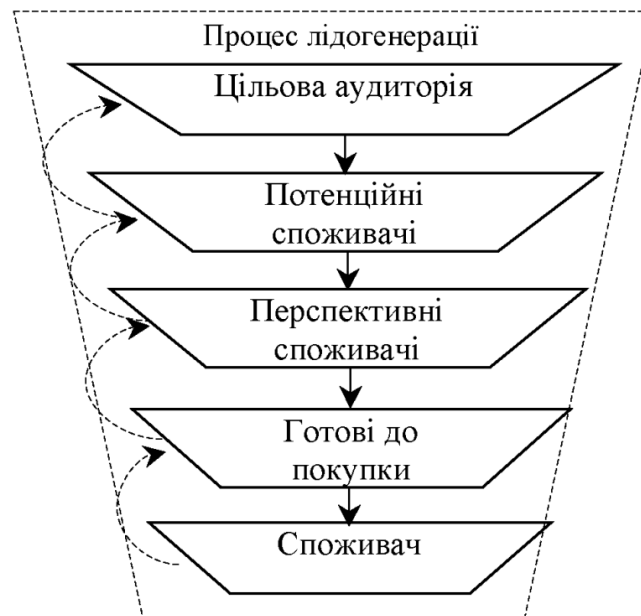 Процес лідогенерації
Цільова аудиторія
Потенційні
споживачі
Перспективні
споживачі
Готові до
покупки
Споживач